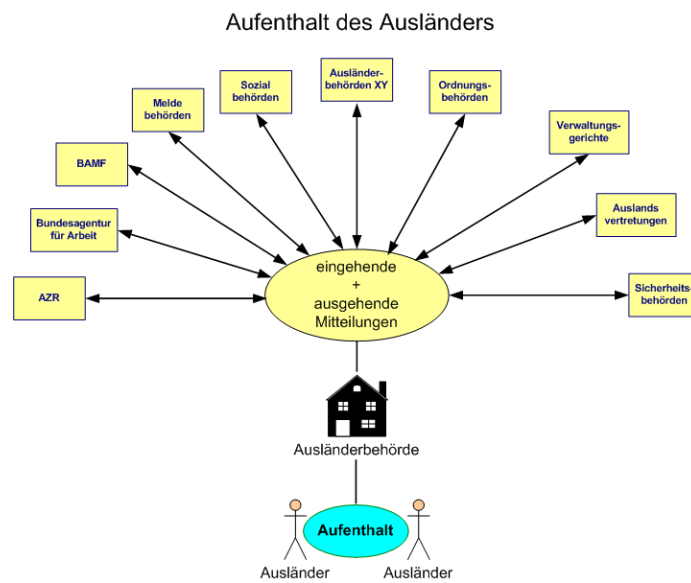 Aufenthalt des Ausländers
Ausländer-
behörden XY
Sozial
behörden
Ordnungs-
behörden
Melde
behörden
Verwaltungs-
gerichte
BAMF
Auslands
vertretungen
Bundesagentur
für Arbeit
AZR
Sicherheits-
behörden
eingehende
+
ausgehende
Mitteilungen
Ausländerbehörde
Aufenthalt
Ausländer
Ausländer